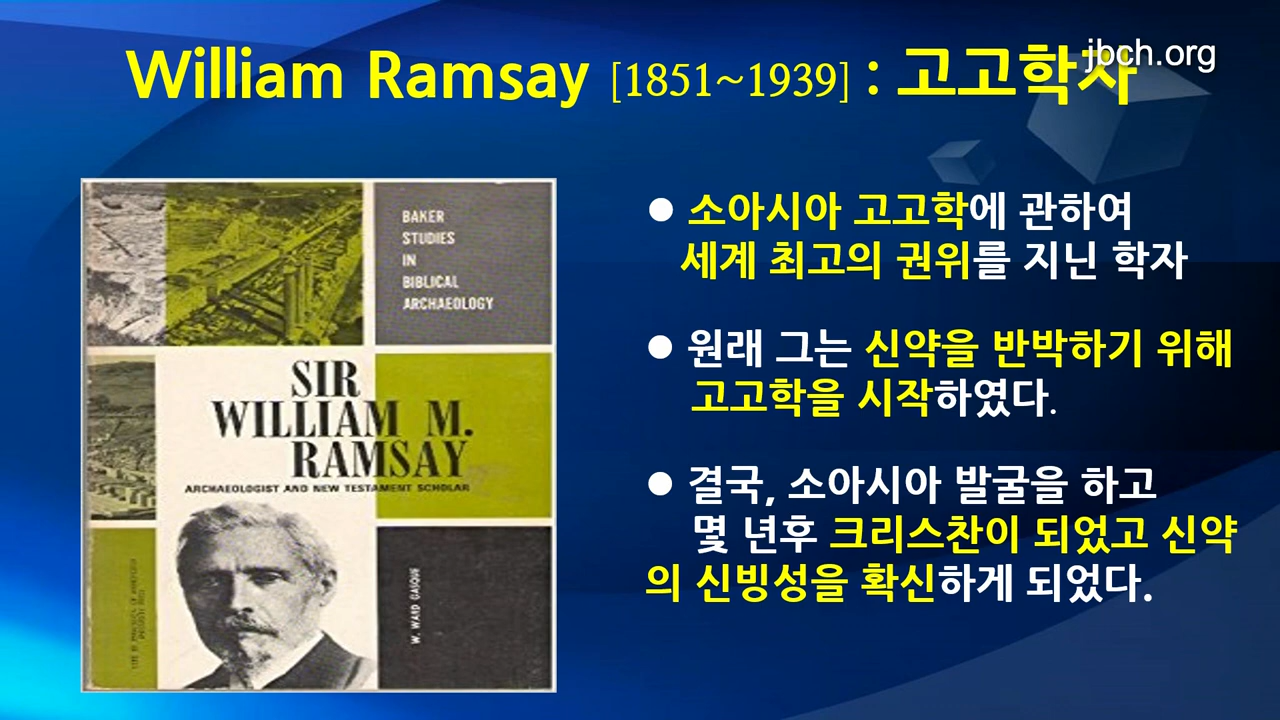 jbch.org
William Ramsay [1851~1939] : 고고학자
BAKER
STUDIES
IN
BIBLICAL
ARCHAEOLOGY
SIR
WILLIAM M.
RAMSAY
ARCHAEOLOGIST AND NEW TESTAMENT SCHOLAR
W. WARD GASQUE
● 소아시아 고고학에 관하여
세계 최고의 권위를 지닌 학자
● 원래 그는 신약을 반박하기 위해
고고학을 시작하였다.
● 결국, 소아시아 발굴을 하고
몇 년후 크리스찬이 되었고 신약
의 신빙성을 확신하게 되었다.